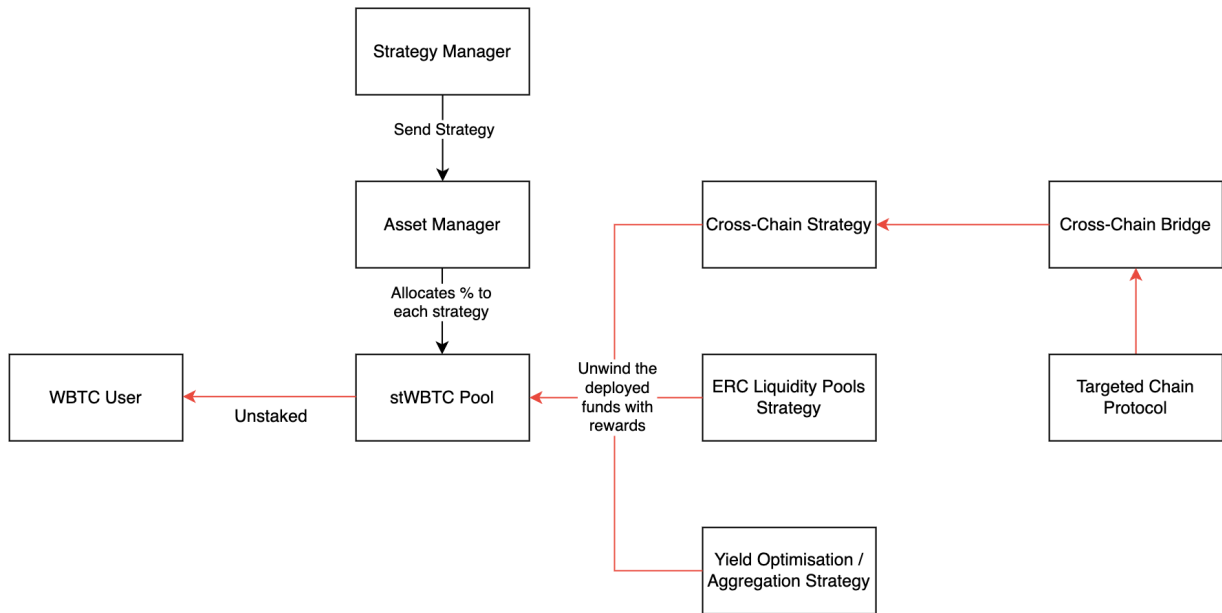 Strategy Manager
Send Strategy
Asset Manager
Cross-Chain Strategy
Cross-Chain Bridge
Allocates % to
each strategy
WBTC User
Unstaked
stWBTC Pool
Unwind the
deployed
funds with
rewards
ERC Liquidity Pools
Strategy
Targeted Chain
Protocol
Yield Optimisation /
Aggregation Strategy